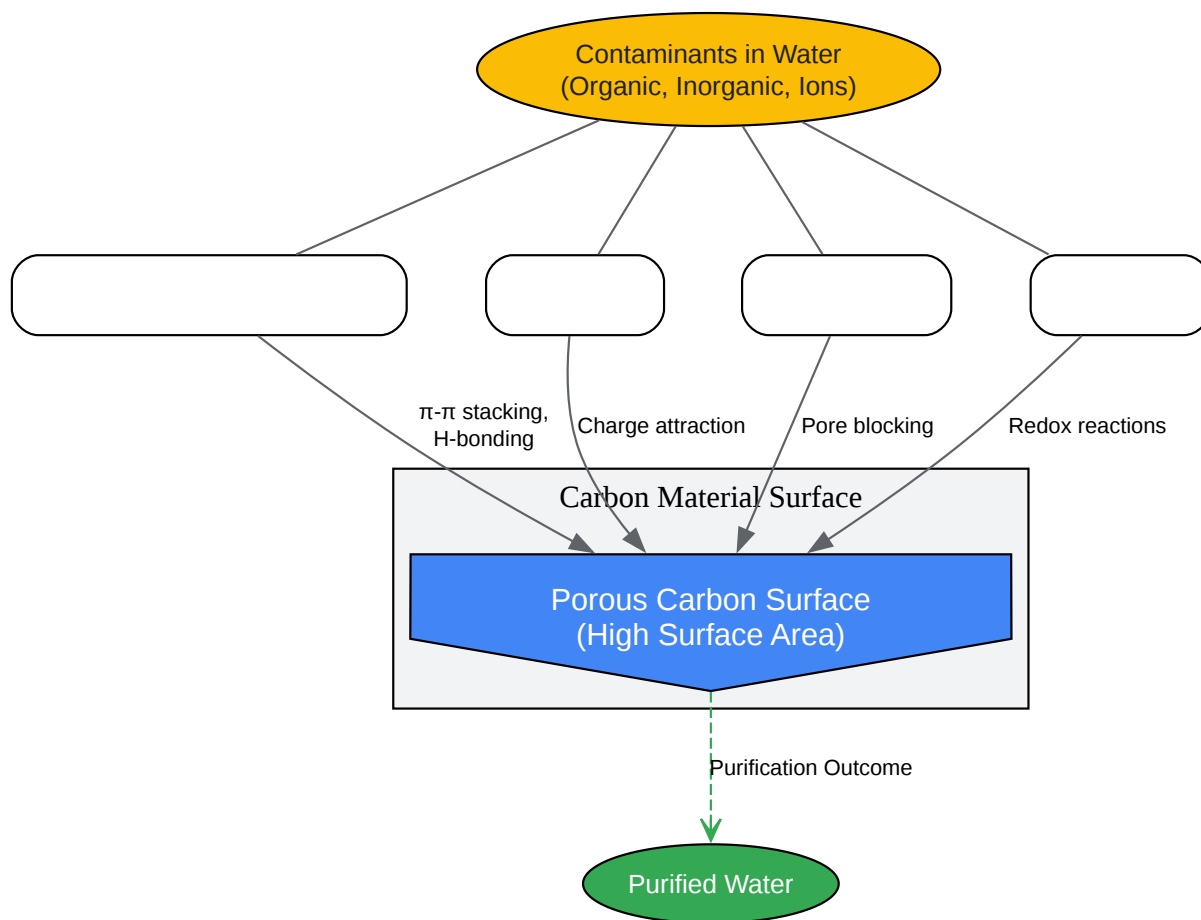 Contaminants in Water
(Organic, Inorganic, Ions)
π-π stacking,
H-bonding
Charge attraction
Pore blocking
Redox reactions
Carbon Material Surface
Porous Carbon Surface
(High Surface Area)
Purification Outcome
Purified Water